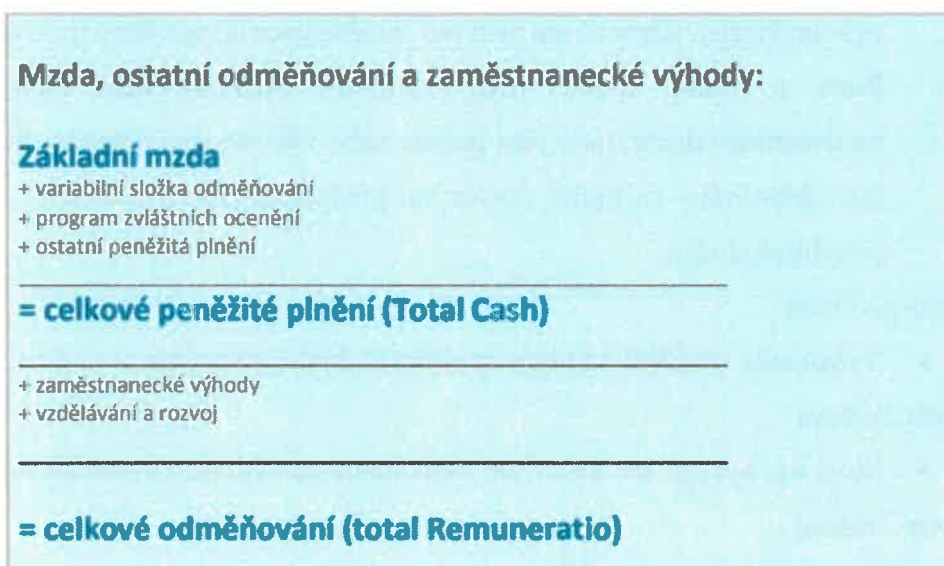 Mzda, ostatní odměňování a zaměstnanecké výhody:
Základní mzda
+ variabilní složka odměňování
+ program zvláštních ocenění
+ ostatní peněžitá plnění
= celkové peněžité plnění (Total Cash)
+ zaměstnanecké výhody
+ vzdělávání a rozvoj
= celkové odměňování (total Remuneratio)